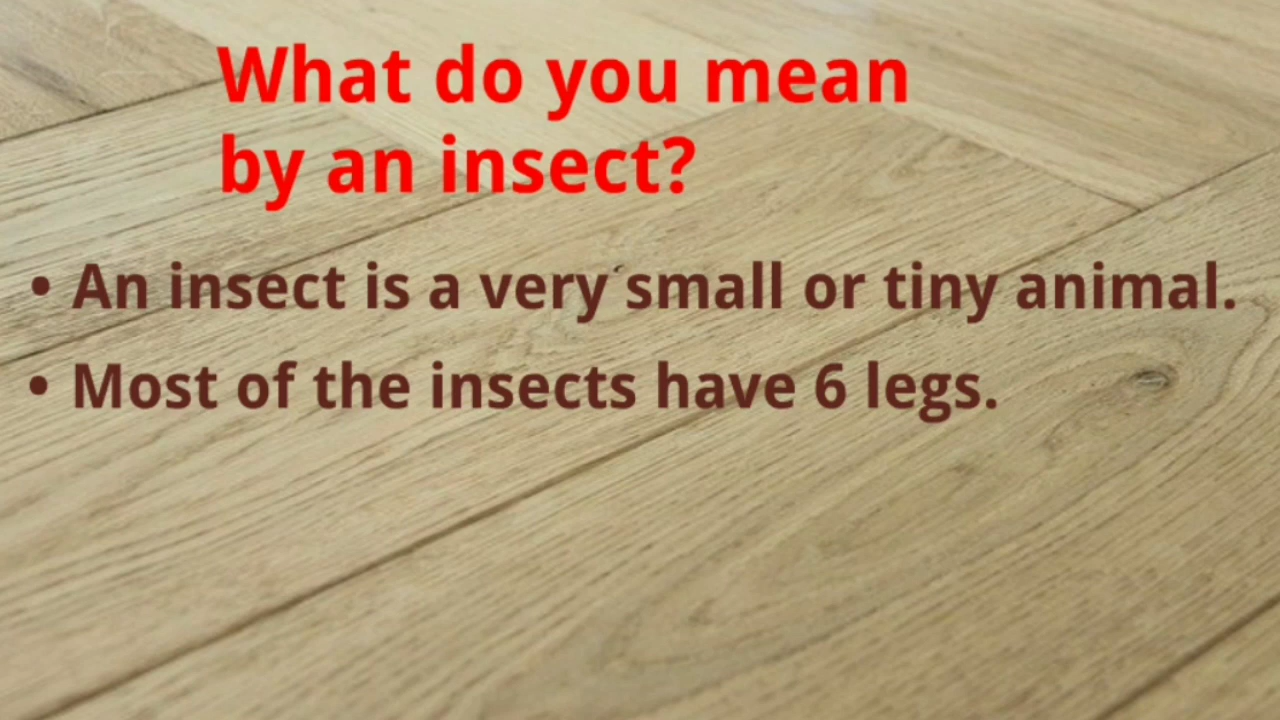 What do you mean
by an insect?
• An insect is a very small or tiny animal.
• Most of the insects have 6 legs.